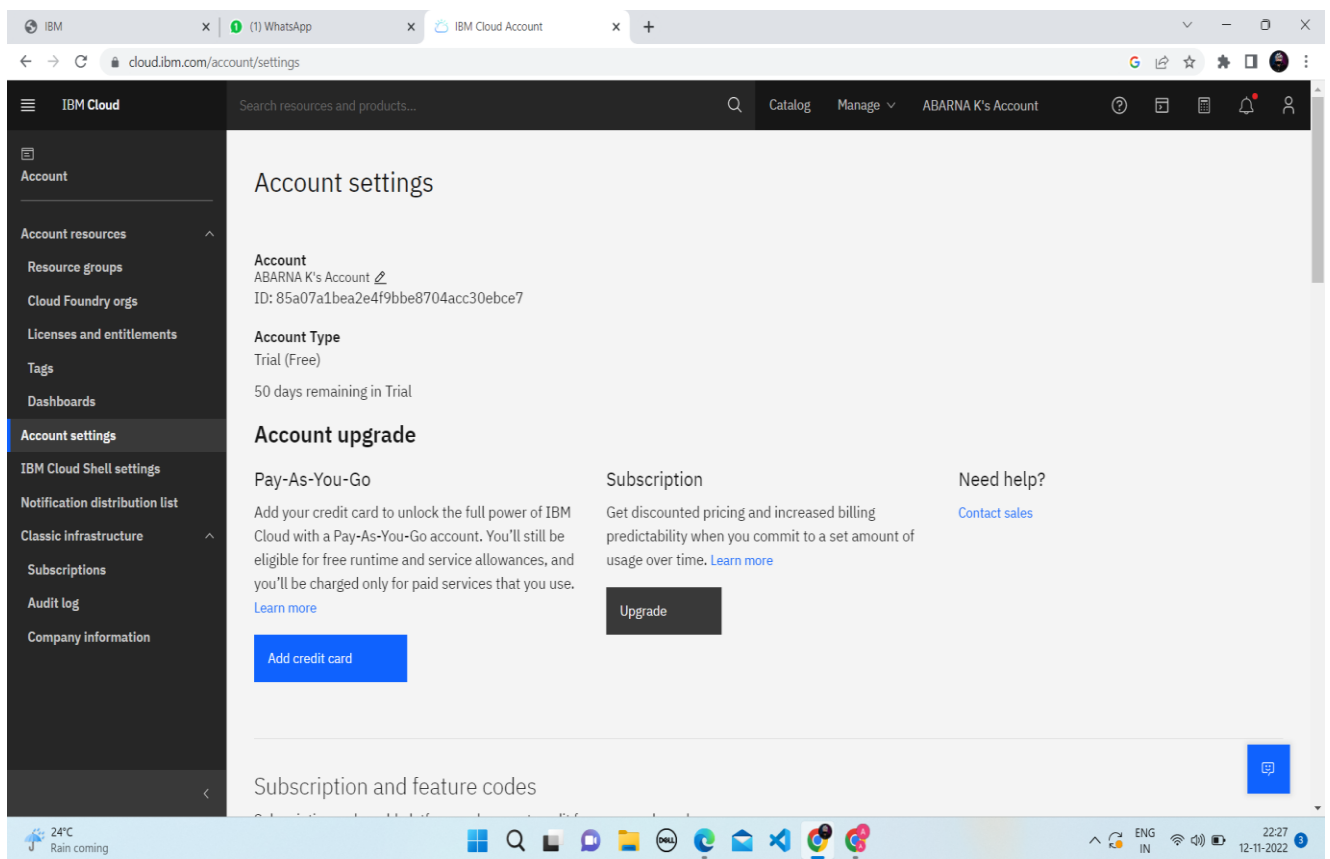 IBM
(1) WhatsApp
IBM Cloud Account
cloud.ibm.com/account/settings
IBM Cloud
Search resources and products...
Catalog
Manage
ABARNA K's Account
Account
Account resources
Resource groups
Cloud Foundry orgs
Licenses and entitlements
Tags
Dashboards
Account settings
IBM Cloud Shell settings
Notification distribution list
Classic infrastructure
Subscriptions
Audit log
Company information
Account settings
Account
ABARNA K's Account
ID: 85a07a1bea2e4f9bbe8704acc30ebce7
Account Type
Trial (Free)
50 days remaining in Trial
Account upgrade
Pay-As-You-Go
Add your credit card to unlock the full power of IBM
Cloud with a Pay-As-You-Go account. You'll still be
eligible for free runtime and service allowances, and
you'll be charged only for paid services that you use.
Learn more
Add credit card
Subscription
Get discounted pricing and increased billing
predictability when you commit to a set amount of
usage over time. Learn more
Upgrade
Need help?
Contact sales
Subscription and feature codes
24°C
Rain coming
DELL
ENG
IN
22:27
12-11-2022
3